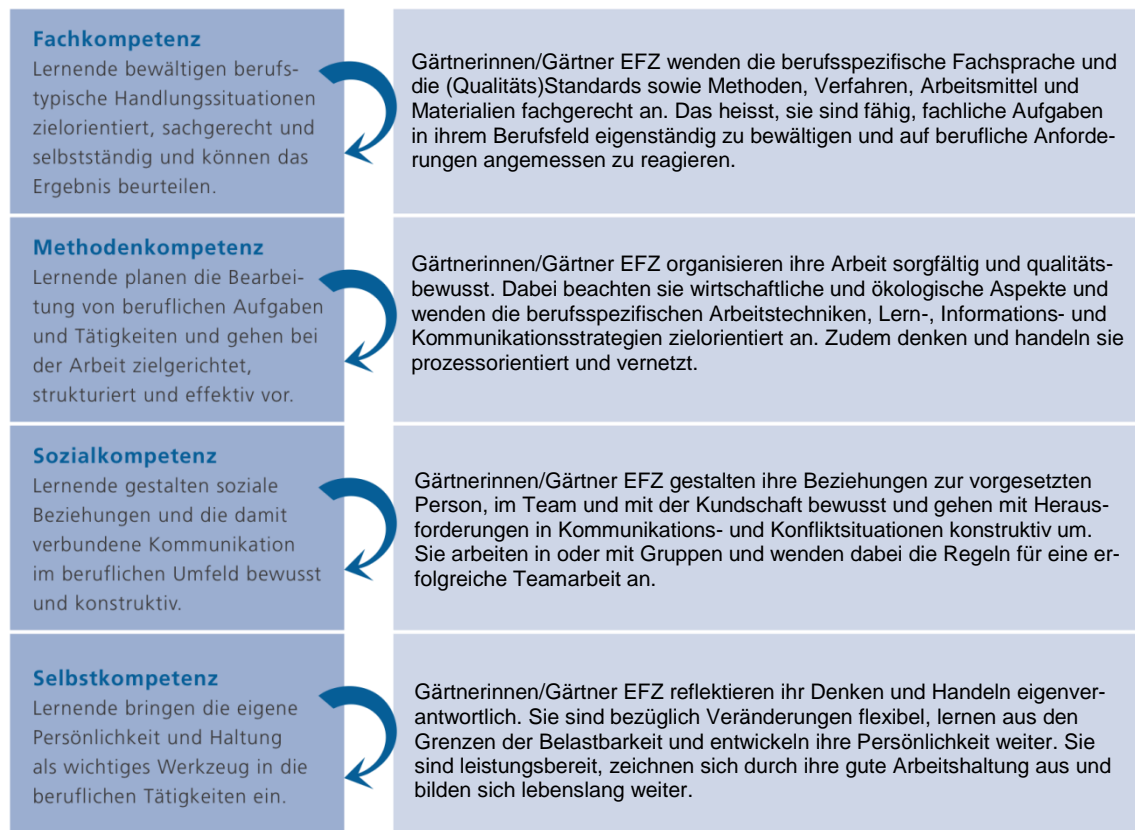 Fachkompetenz
Lernende bewältigen berufs-
typische Handlungssituationen
zielorientiert, sachgerecht und
selbstständig und können das
Ergebnis beurteilen.
Gärtnerinnen/Gärtner EFZ wenden die berufsspezifische Fachsprache und
die (Qualitäts)Standards sowie Methoden, Verfahren, Arbeitsmittel und
Materialien fachgerecht an. Das heisst, sie sind fähig, fachliche Aufgaben
in ihrem Berufsfeld eigenständig zu bewältigen und auf berufliche Anforde-
rungen angemessen zu reagieren.
Methodenkompetenz
Lernende planen die Bearbei-
tung von beruflichen Aufgaben
und Tätigkeiten und gehen bei
der Arbeit zielgerichtet,
strukturiert und effektiv vor.
Gärtnerinnen/Gärtner EFZ organisieren ihre Arbeit sorgfältig und qualitäts-
bewusst. Dabei beachten sie wirtschaftliche und ökologische Aspekte und
wenden die berufsspezifischen Arbeitstechniken, Lern-, Informations- und
Kommunikationsstrategien zielorientiert an. Zudem denken und handeln sie
prozessorientiert und vernetzt.
Sozialkompetenz
Lernende gestalten soziale
Beziehungen und die damit
verbundene Kommunikation
im beruflichen Umfeld bewusst
und konstruktiv.
Gärtnerinnen/Gärtner EFZ gestalten ihre Beziehungen zur vorgesetzten
Person, im Team und mit der Kundschaft bewusst und gehen mit Heraus-
forderungen in Kommunikations- und Konfliktsituationen konstruktiv um.
Sie arbeiten in oder mit Gruppen und wenden dabei die Regeln für eine er-
folgreiche Teamarbeit an.
Selbstkompetenz
Lernende bringen die eigene
Persönlichkeit und Haltung
als wichtiges Werkzeug in die
beruflichen Tätigkeiten ein.
Gärtnerinnen/Gärtner EFZ reflektieren ihr Denken und Handeln eigenver-
antwortlich. Sie sind bezüglich Veränderungen flexibel, lernen aus den
Grenzen der Belastbarkeit und entwickeln ihre Persönlichkeit weiter. Sie
sind leistungsbereit, zeichnen sich durch ihre gute Arbeitshaltung aus und
bilden sich lebenslang weiter.